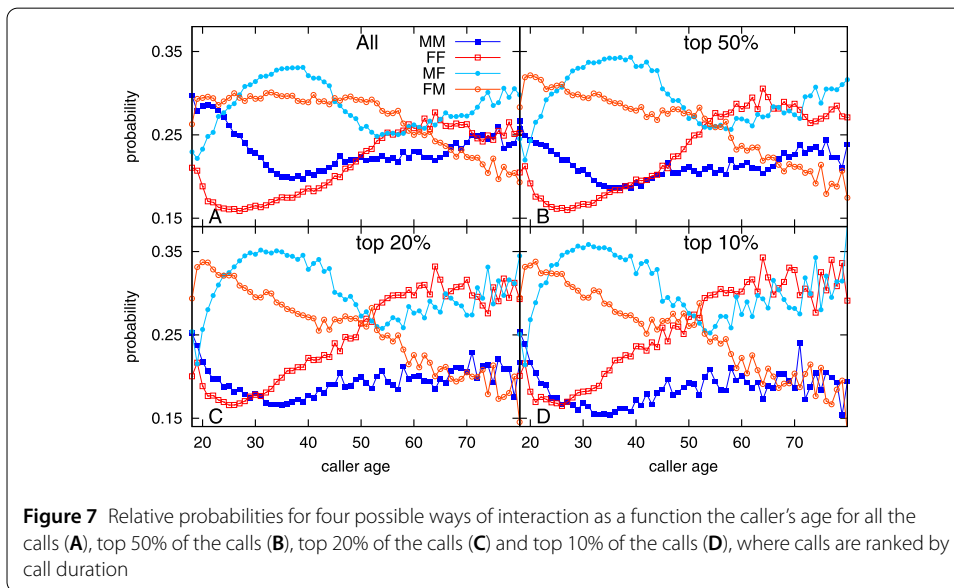 All
MM
FF
MF
FM
top 50%
0.35
0.25
0.15
probability
A
B
top 20%
top 10%
0.35
0.25
0.15
probability
C
D
20 30 40 50 60 70
20 30 40 50 60 70 80
caller age
caller age
Figure 7 Relative probabilities for four possible ways of interaction as a function the caller's age for all the
calls (A), top 50% of the calls (B), top 20% of the calls (C) and top 10% of the calls (D), where calls are ranked by
call duration